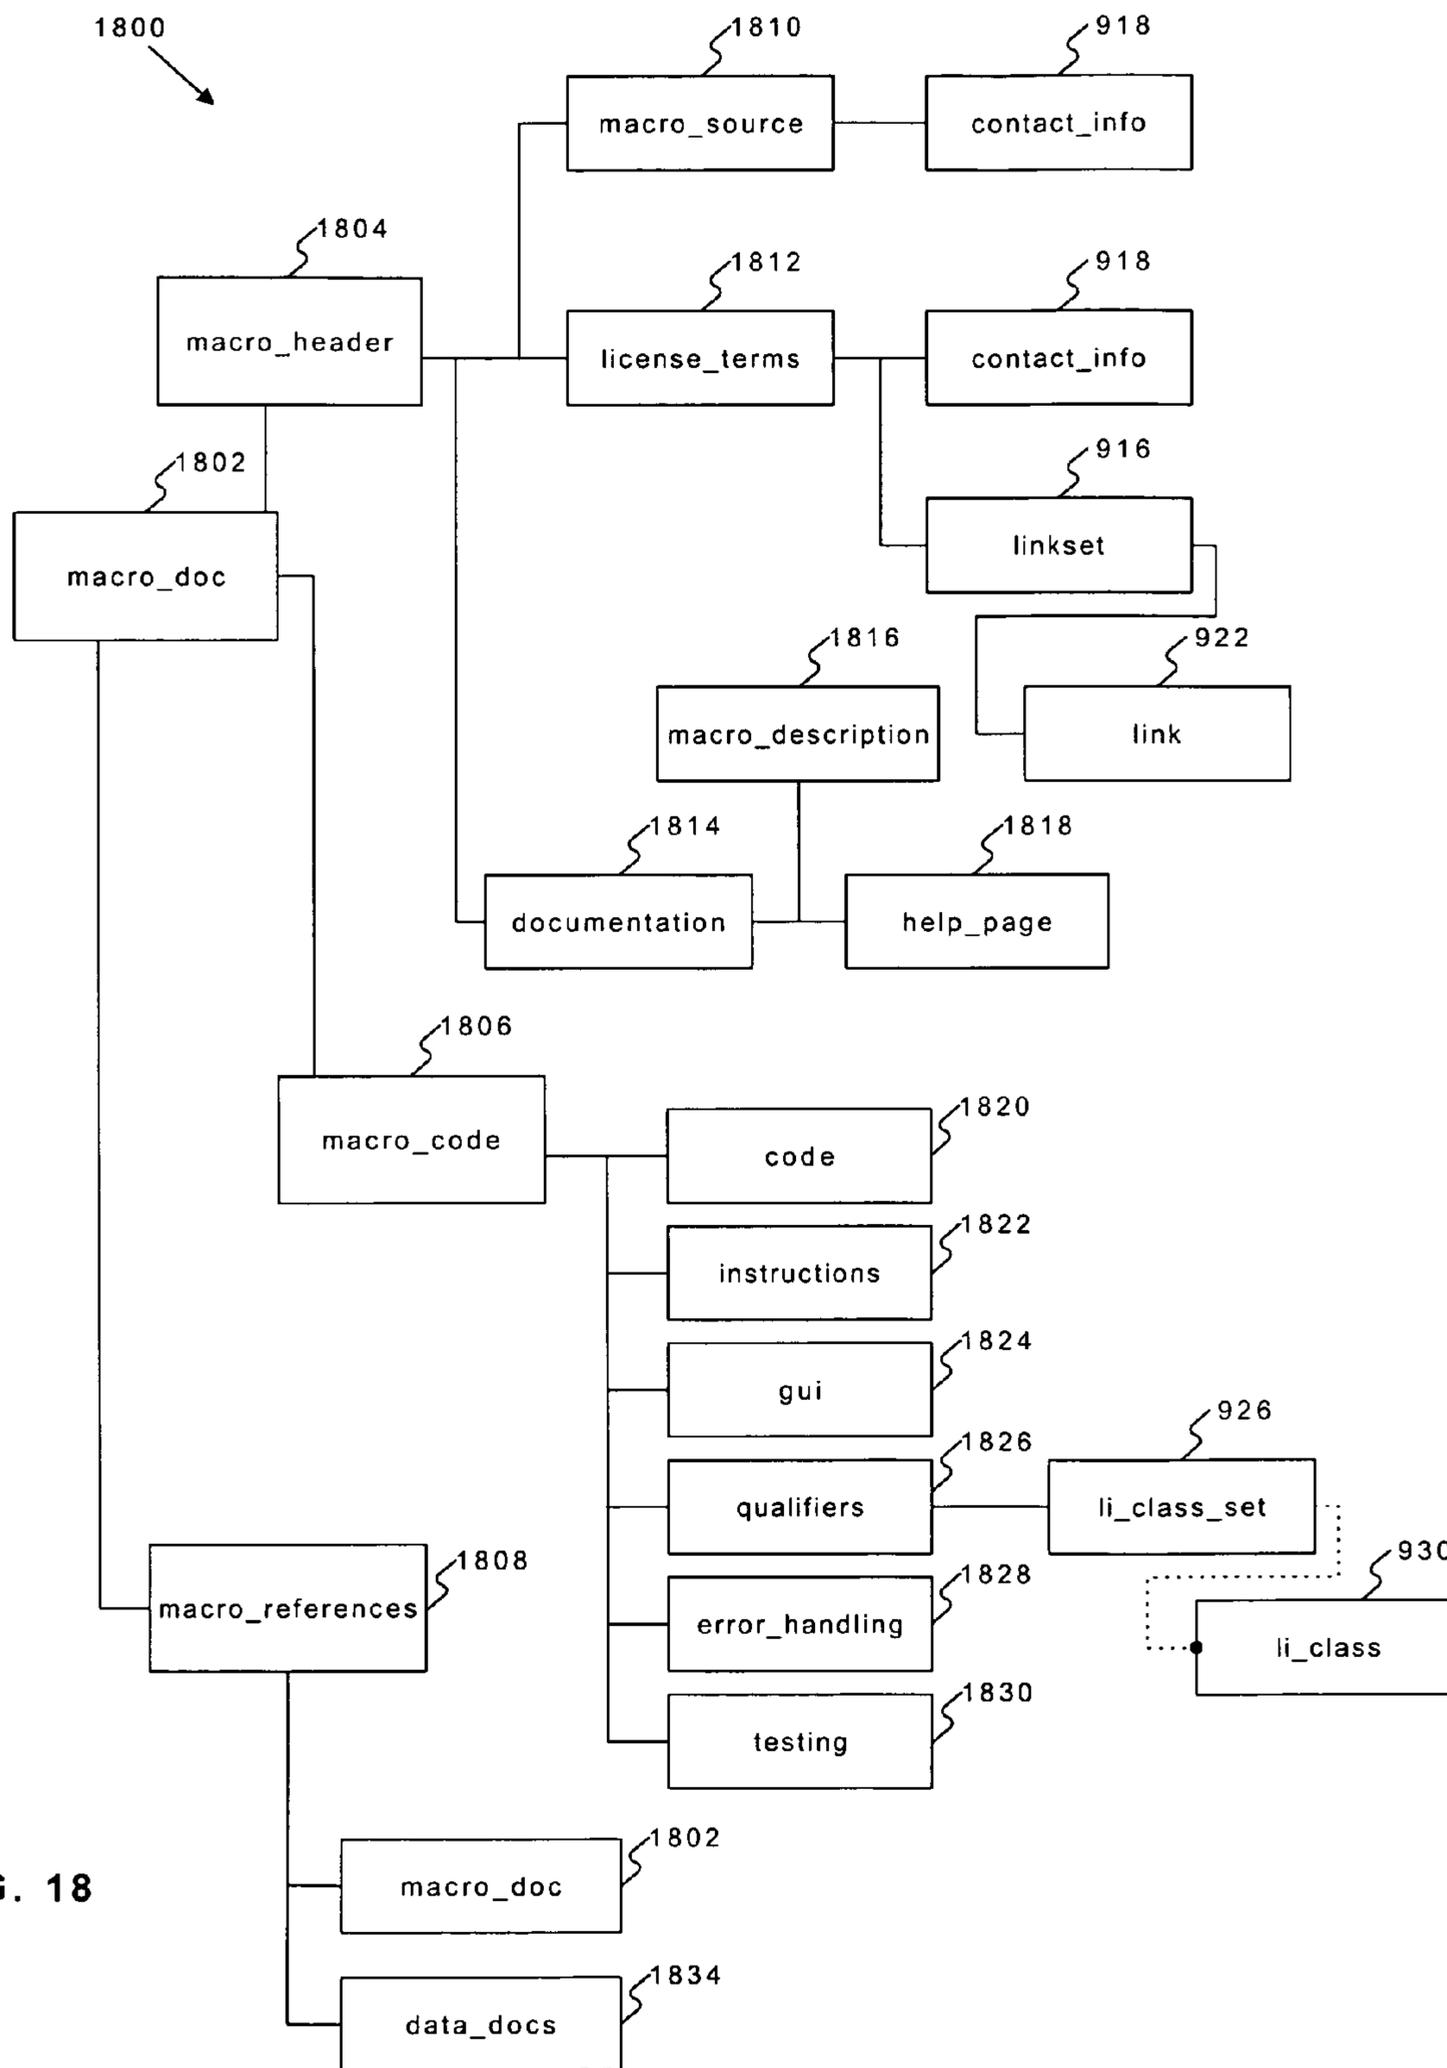 1800
1810
918
macro_source
contact_info
1804
1812
918
macro_header
license_terms
contact_info
1802
916
macro_doc
linkset
1816
922
macro_description
link
1814
1818
documentation
help_page
1806
1820
macro_code
code
1822
instructions
1824
gui
926
1826
qualifiers
li_class_set
1808
1828
930
macro_references
error_handling
li_class
1830
testing
1802
macro_doc
G. 18
1834
data_docs